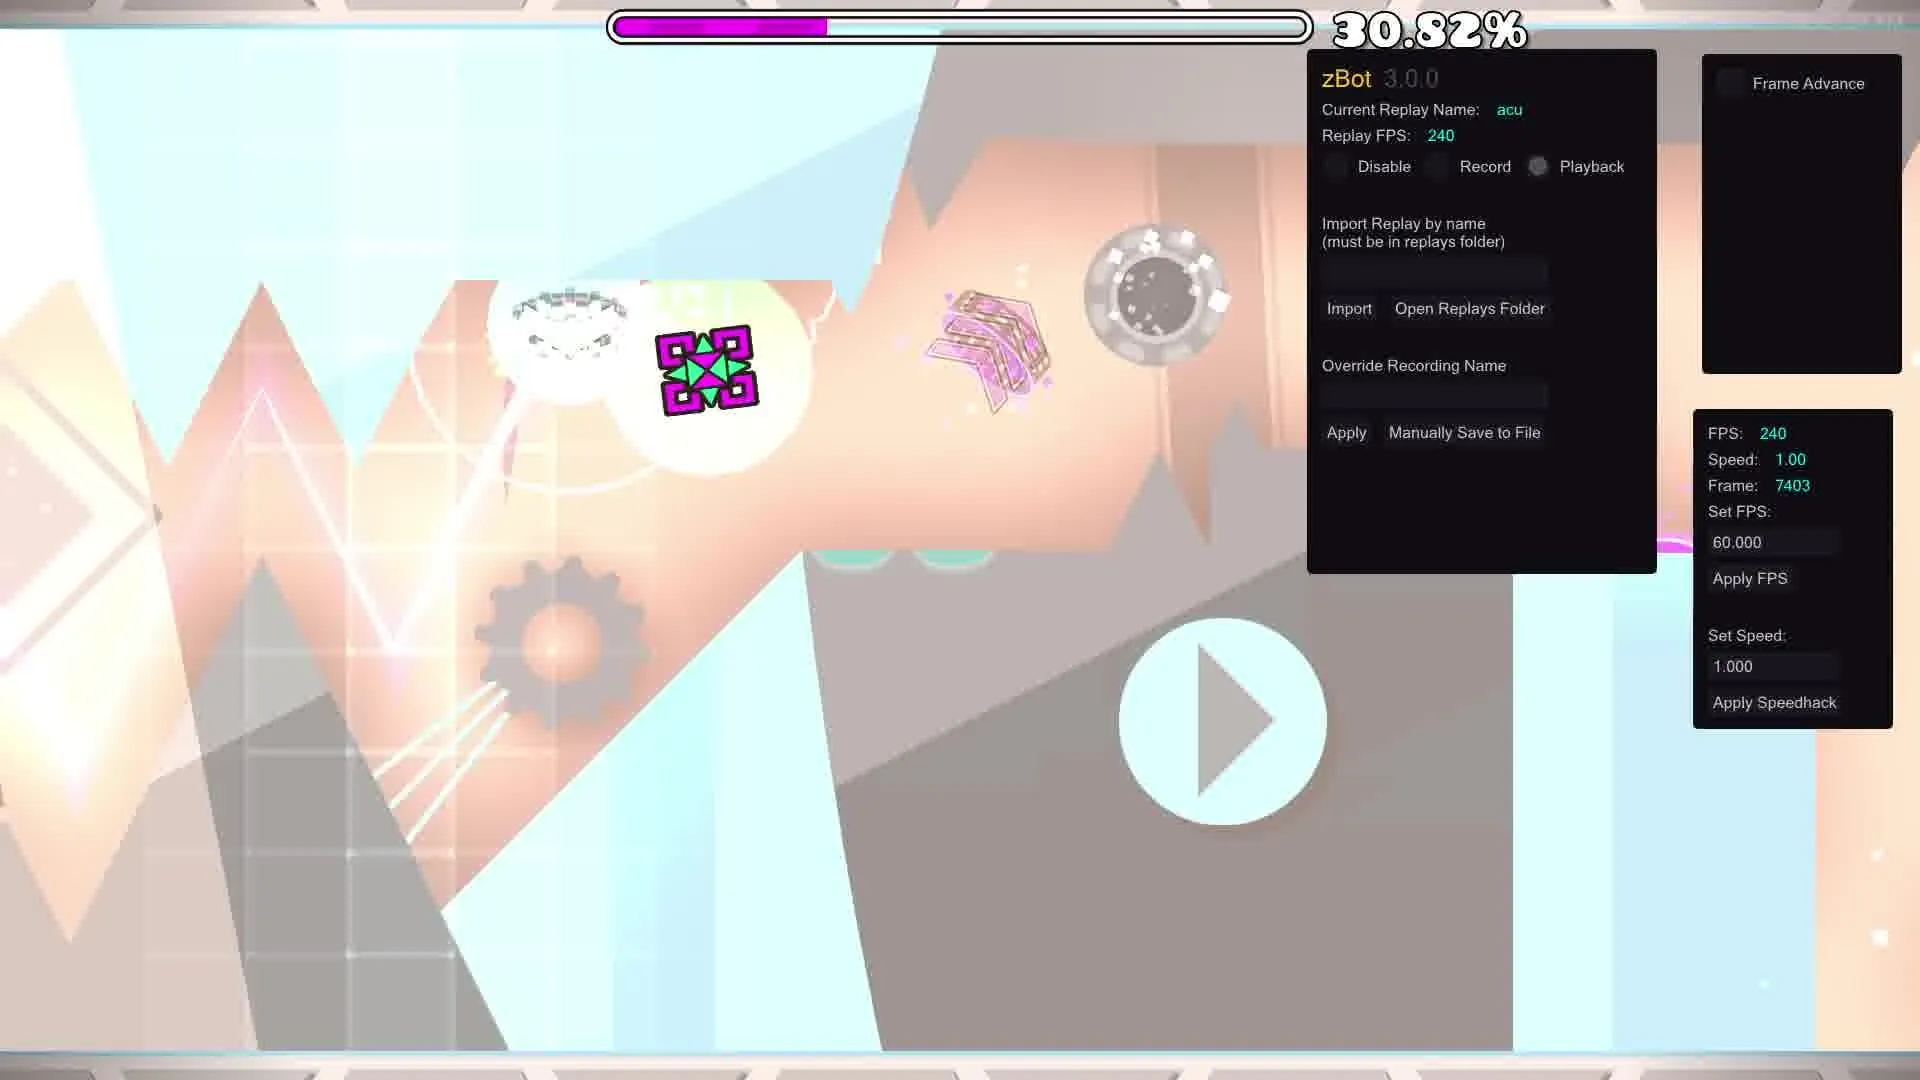 30.82%
zBot 3.0.0
Current Replay Name: acu
Replay FPS: 240
Disable Record Playback
Import Replay by name
(must be in replays folder)
Import Open Replays Folder
Override Recording Name
Apply Manually Save to File
Frame Advance
FPS: 240
Speed: 1.00
Frame: 7403
Set FPS:
60.000
Apply FPS
Set Speed:
1.000
Apply Speedhack